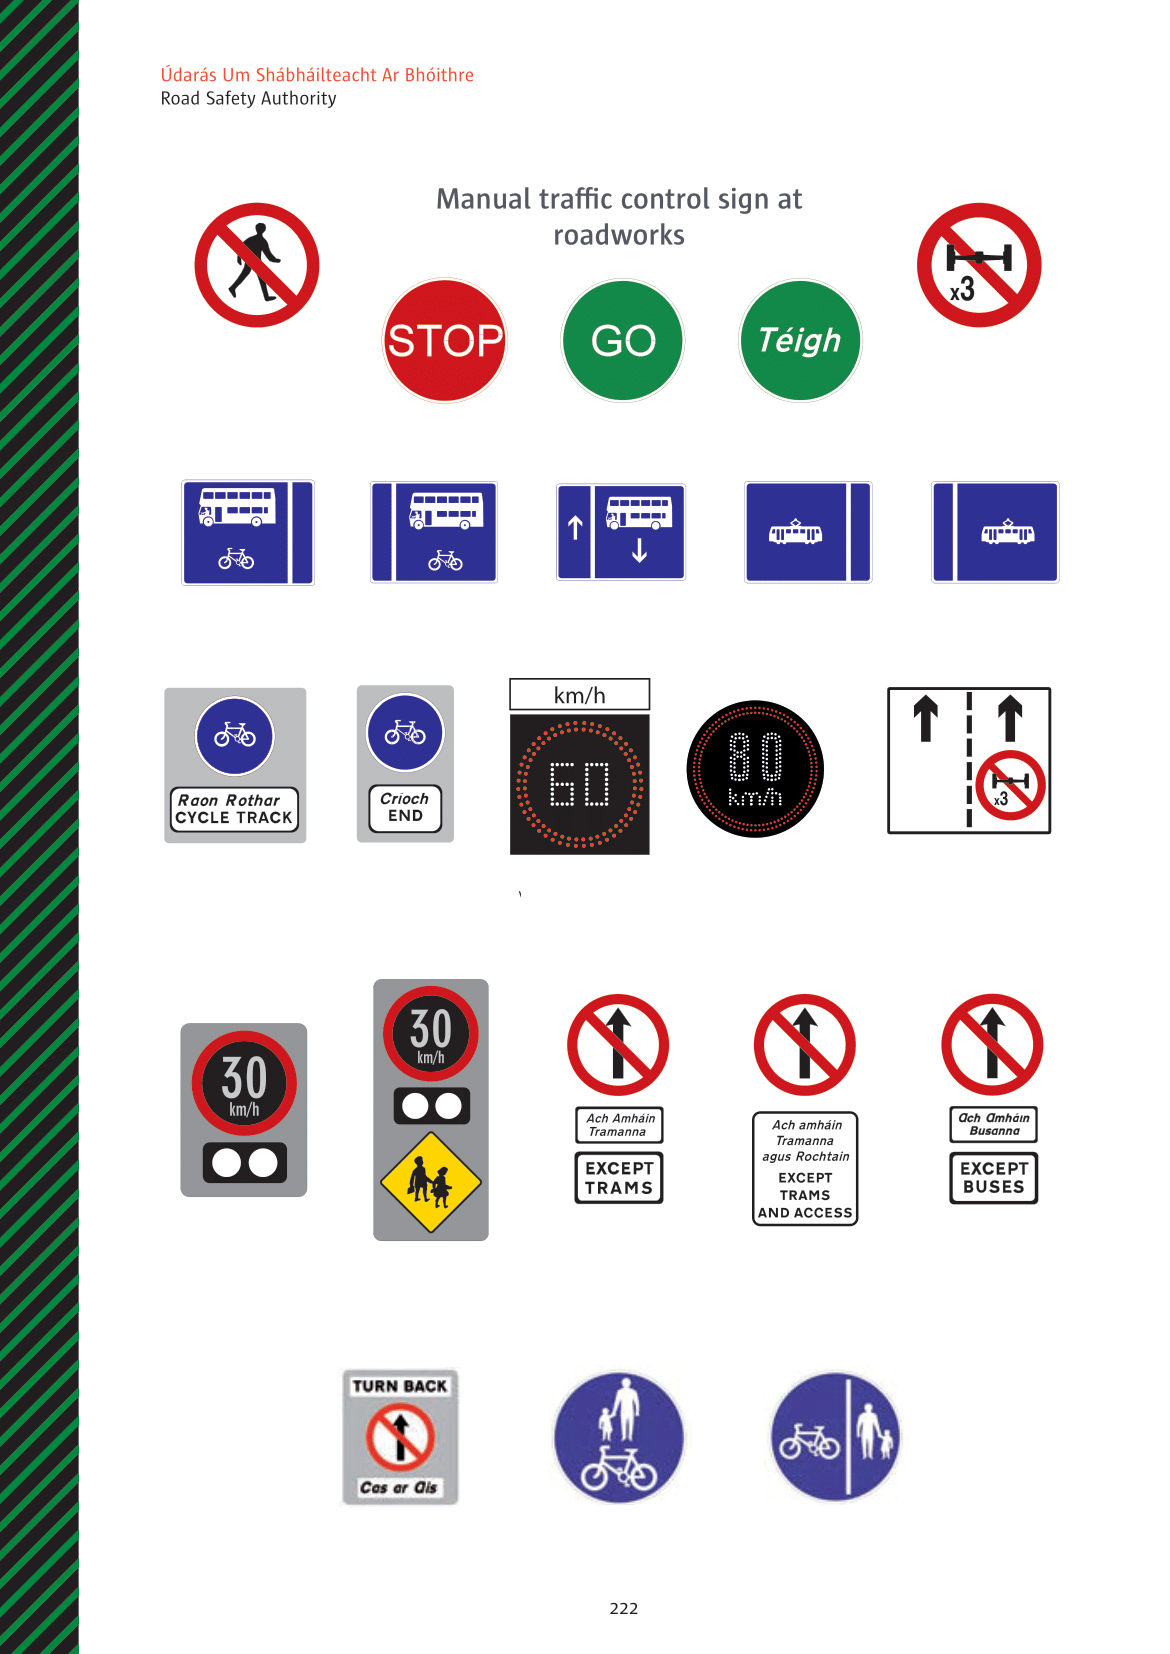 Údarás Um Shábháilteacht Ar Bhóithre
Road Safety Authority
Manual traffic control sign at
roadworks
x3
STOP
GO
Téigh
Raon Rothar
CYCLE TRACK
Críoch
END
km/h
60
80
km/h
x3
30
km/h
30
km/h
Ach Amháin
Tramanna
EXCEPT
TRAMS
Ach amháin
Tramanna
agus Rochtain
EXCEPT
TRAMS
AND ACCESS
Ach Amháin
Busanna
EXCEPT
BUSES
TURN BACK
Cas ar Ais
222